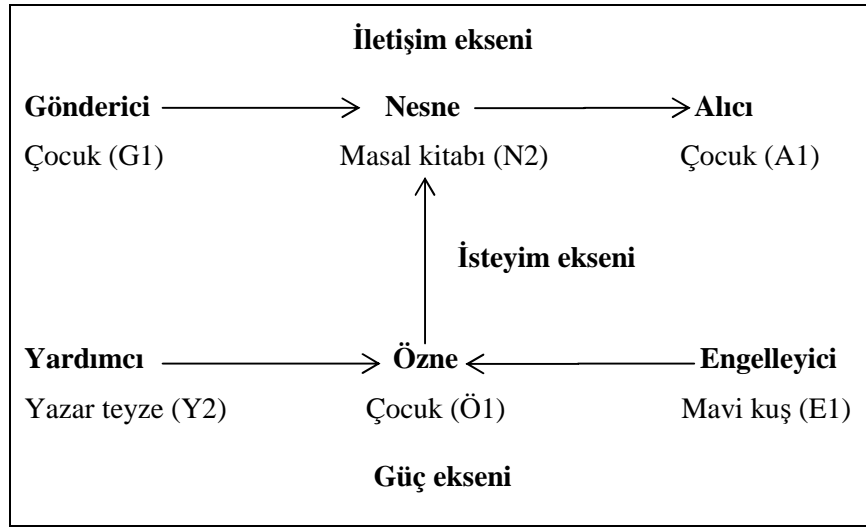 İletişim ekseni
Gönderici Nesne Alıcı
Çocuk (G1) Masal kitabı (N2) Çocuk (A1)
İsteyim ekseni
Yardımcı Özne Engelleyici
Yazar teyze (Y2) Çocuk (Ö1) Mavi kuş (E1)
Güç ekseni